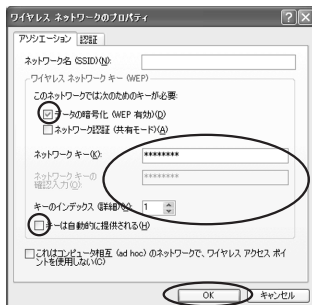 ワイヤレス ネットワークのプロパティ
アソシエーション 認証
ネットワーク名 (SSID)(N):
ワイヤレス ネットワーク キー (WEP)
このネットワークでは次のためのキーが必要:
データの暗号化 (WEP 有効)(D)
ネットワーク認証 (共有モード)(A)
ネットワーク キー(K): ********
ネットワーク キーの
確認入力(O): ********
キーのインデックス (詳細)(X): 1
キーは自動的に提供される(H)
これはコンピュータ相互 (ad hoc) のネットワークで、ワイヤレス アクセス ポイ
ントを使用しない(C)
OK キャンセル